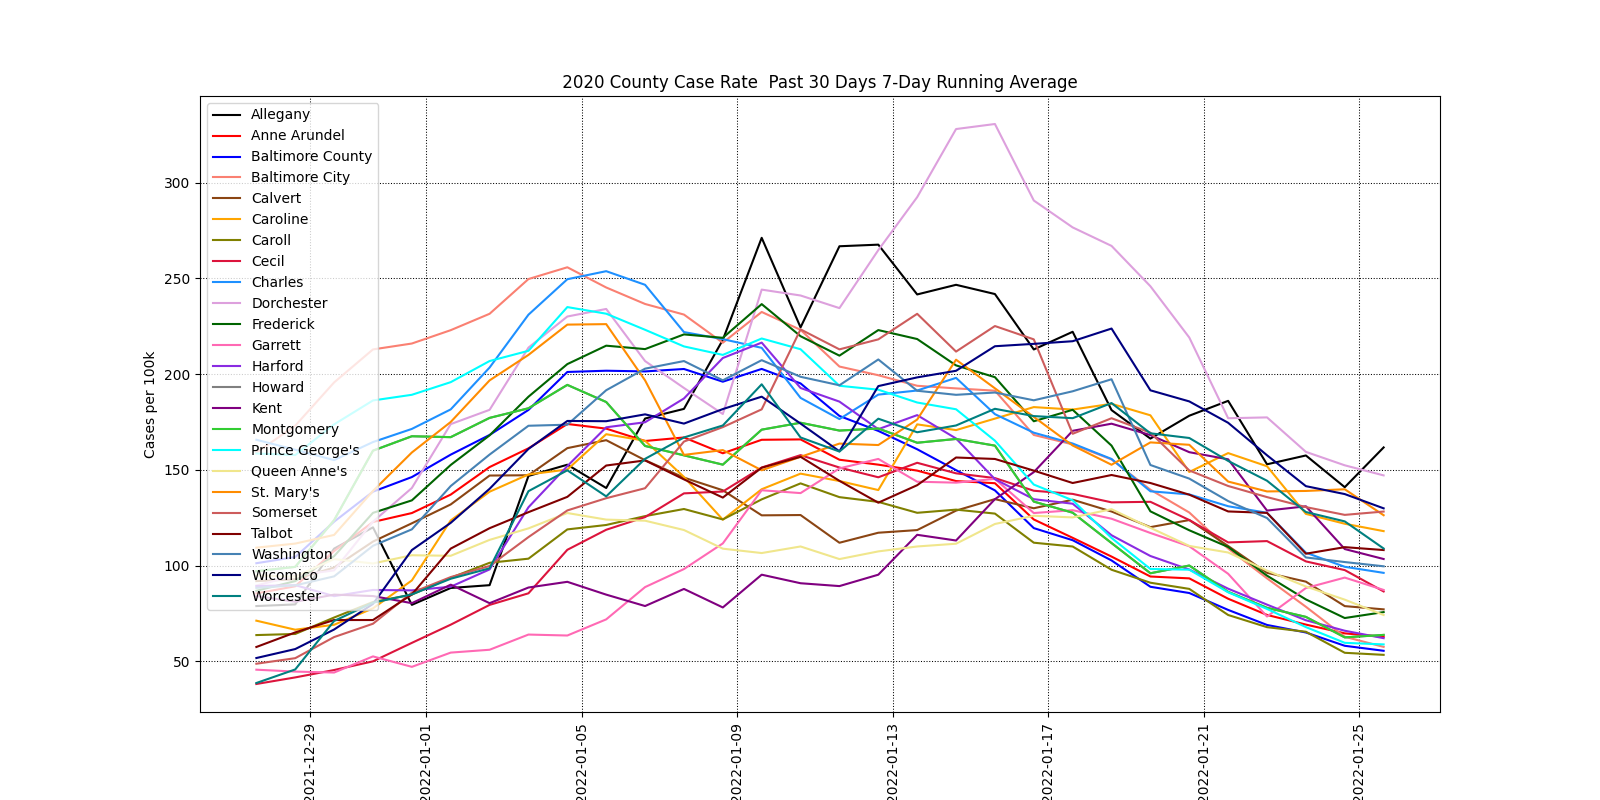 2020 County Case Rate  Past 30 Days 7-Day Running Average
Cases per 100k
300
250
200
150
100
50
Allegany
Anne Arundel
Baltimore County
Baltimore City
Calvert
Caroline
Caroll
Cecil
Charles
Dorchester
Frederick
Garrett
Harford
Howard
Kent
Montgomery
Prince George's
Queen Anne's
St. Mary's
Somerset
Talbot
Washington
Wicomico
Worcester
2021-12-29
2022-01-01
2022-01-05
2022-01-09
2022-01-13
2022-01-17
2022-01-21
2022-01-25